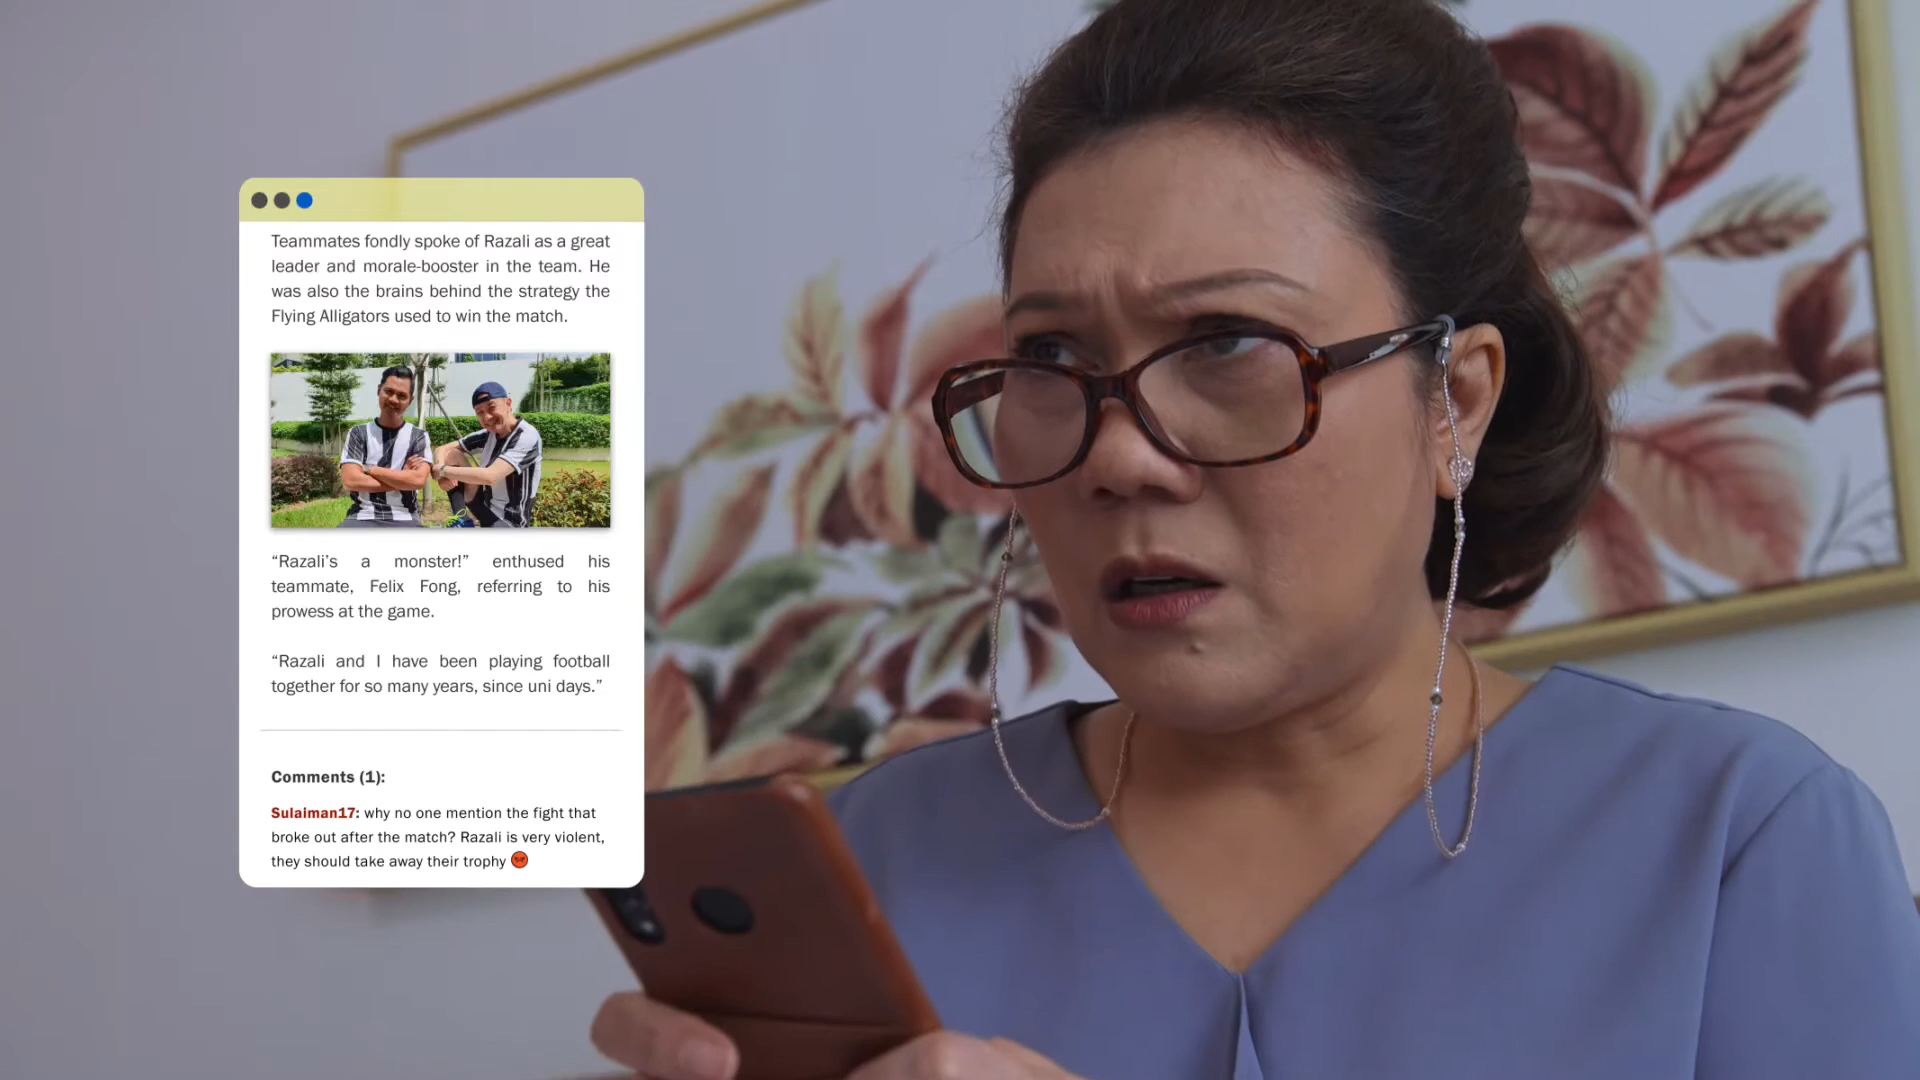 Teammates fondly spoke of Razali as a great
leader and morale-booster in the team. He
was also the brains behind the strategy the
Flying Alligators used to win the match.
“Razali’s a monster!” enthused his
teammate, Felix Fong, referring to his
prowess at the game.
“Razali and I have been playing football
together for so many years, since uni days.”
Comments (1):
Sulaiman17: why no one mention the fight that
broke out after the match? Razali is very violent,
they should take away their trophy